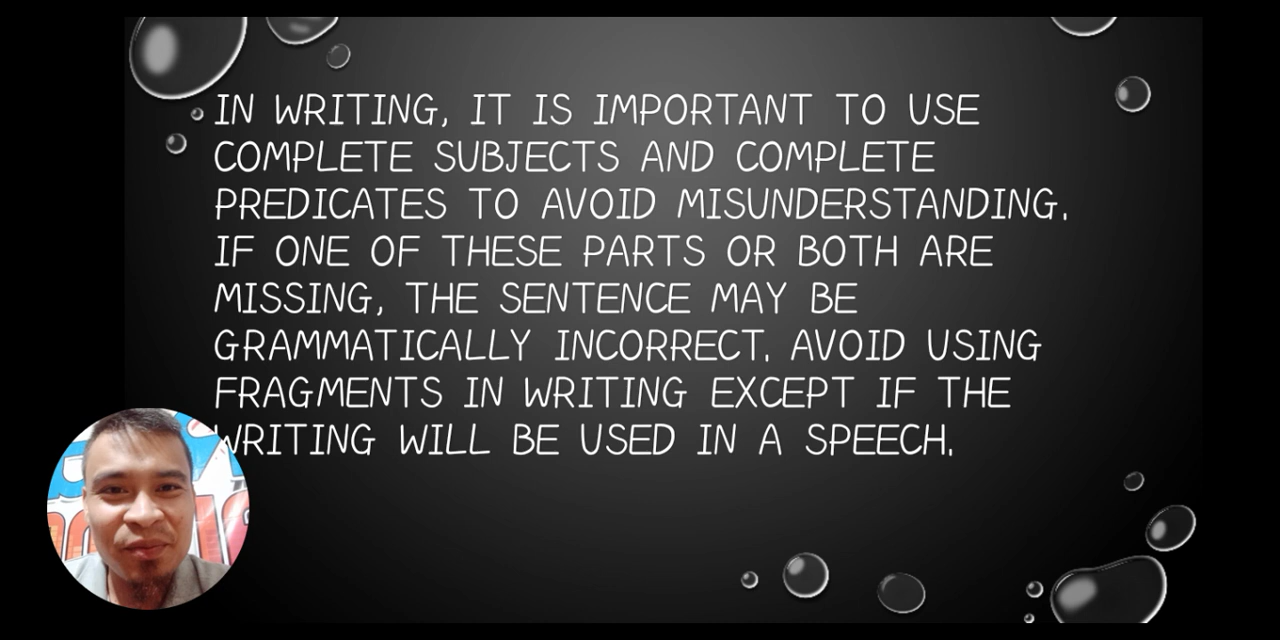 IN WRITING, IT IS IMPORTANT TO USE
COMPLETE SUBJECTS AND COMPLETE
PREDICATES TO AVOID MISUNDERSTANDING.
IF ONE OF THESE PARTS OR BOTH ARE
MISSING, THE SENTENCE MAY BE
GRAMMATICALLY INCORRECT. AVOID USING
FRAGMENTS IN WRITING EXCEPT IF THE
WRITING WILL BE USED IN A SPEECH.